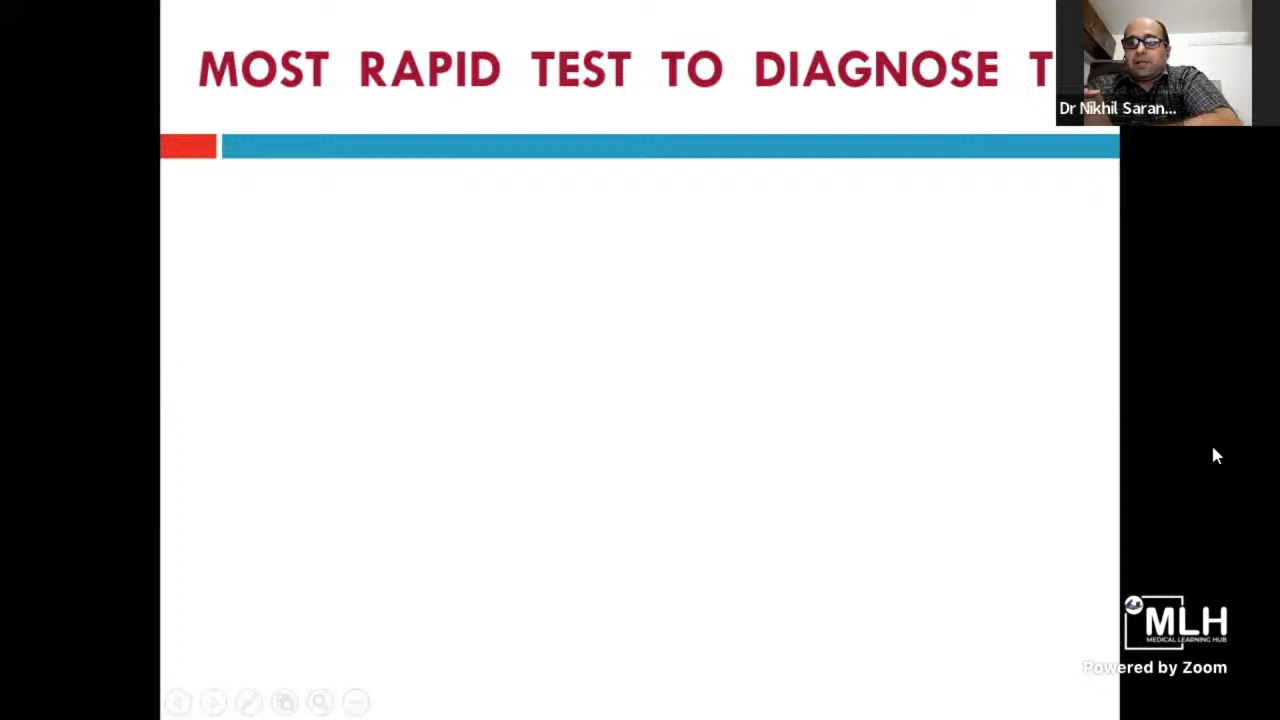 MOST RAPID TEST TO DIAGNOSE T
Dr Nikhil Saran...
MLH
MEDICAL LEARNING HUB
Powered by Zoom